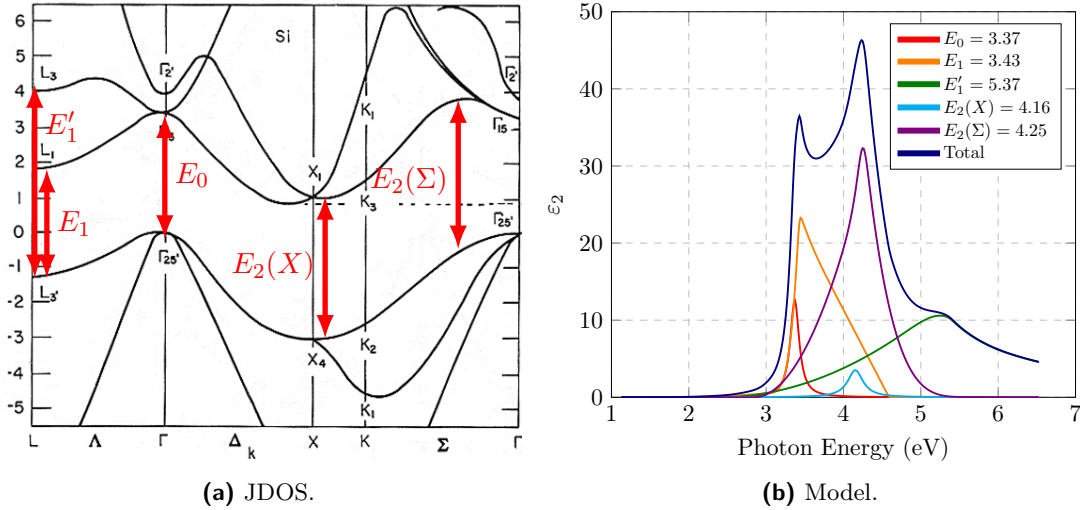 Si
5
4
3
2
1
0
-1
-2
-3
-4
-5
L₃
L₁
L₃'
Γ₂'
Γ₂₅'
X₁
X₄
K₁
K₃
K₂
K₁
Γ₂'
Γ₁₅
Γ₂₅'
E₁'
E₁
E₀
E₂(X)
E₂(Σ)
L Λ Γ Δ k X K Σ Γ
(a) JDOS.
E₀ = 3.37
E₁ = 3.43
E₁' = 5.37
E₂(X) = 4.16
E₂(Σ) = 4.25
Total
ε₂
50
40
30
20
10
0
1 2 3 4 5 6 7
Photon Energy (eV)
(b) Model.